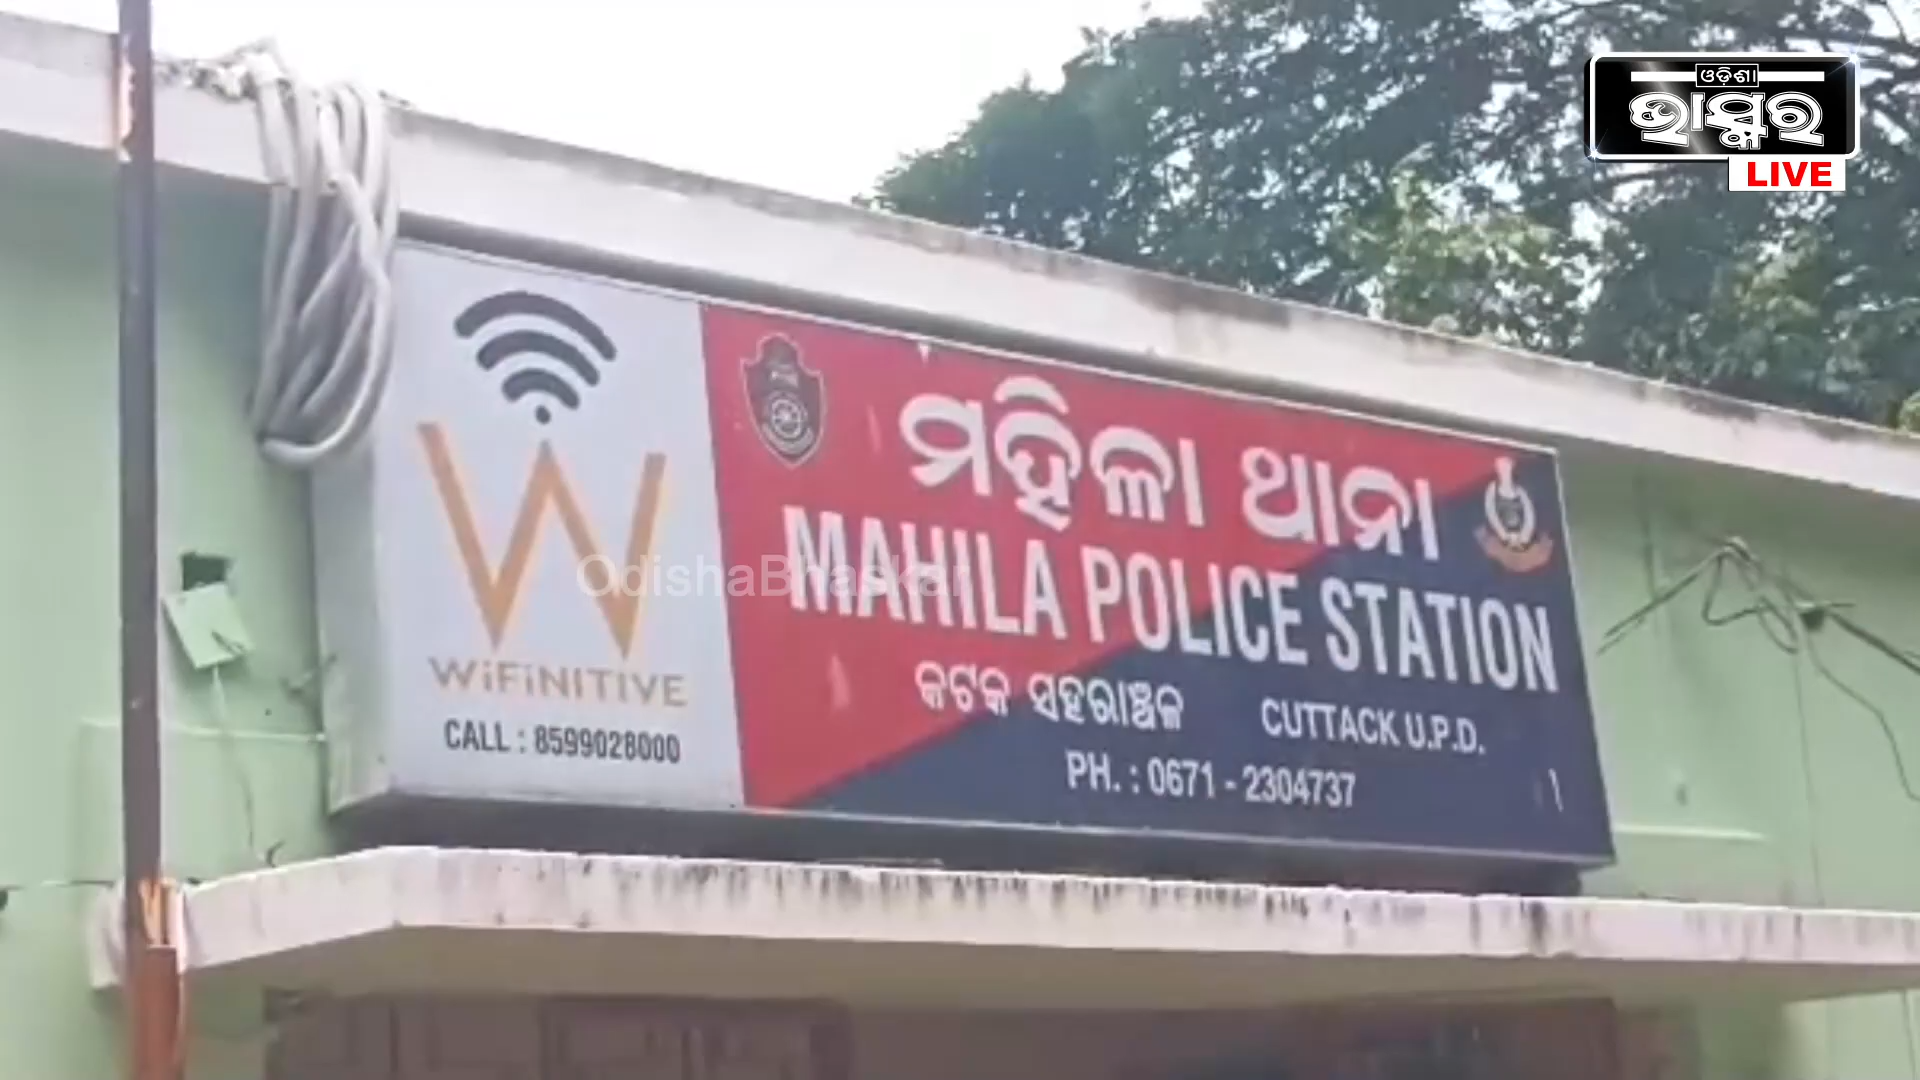 ଓଡ଼ିଶା
ଭାସ୍କର
LIVE
ମହିଳା ଥାନା
MAHILA POLICE STATION
OdishaBhaskar
WiFiNITIVE
CALL : 8599028000
କଟକ ସହରାଞ୍ଚଳ CUTTACK U.P.D.
PH. : 0671 - 2304737